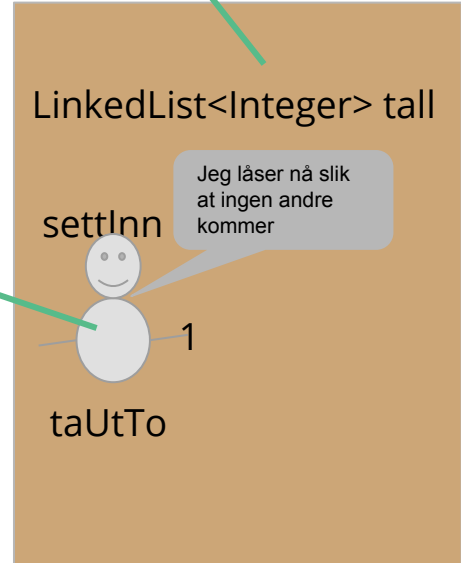 LinkedList<Integer> tall
Jeg låser nå slik
at ingen andre
kommer
settInn
1
taUtTo